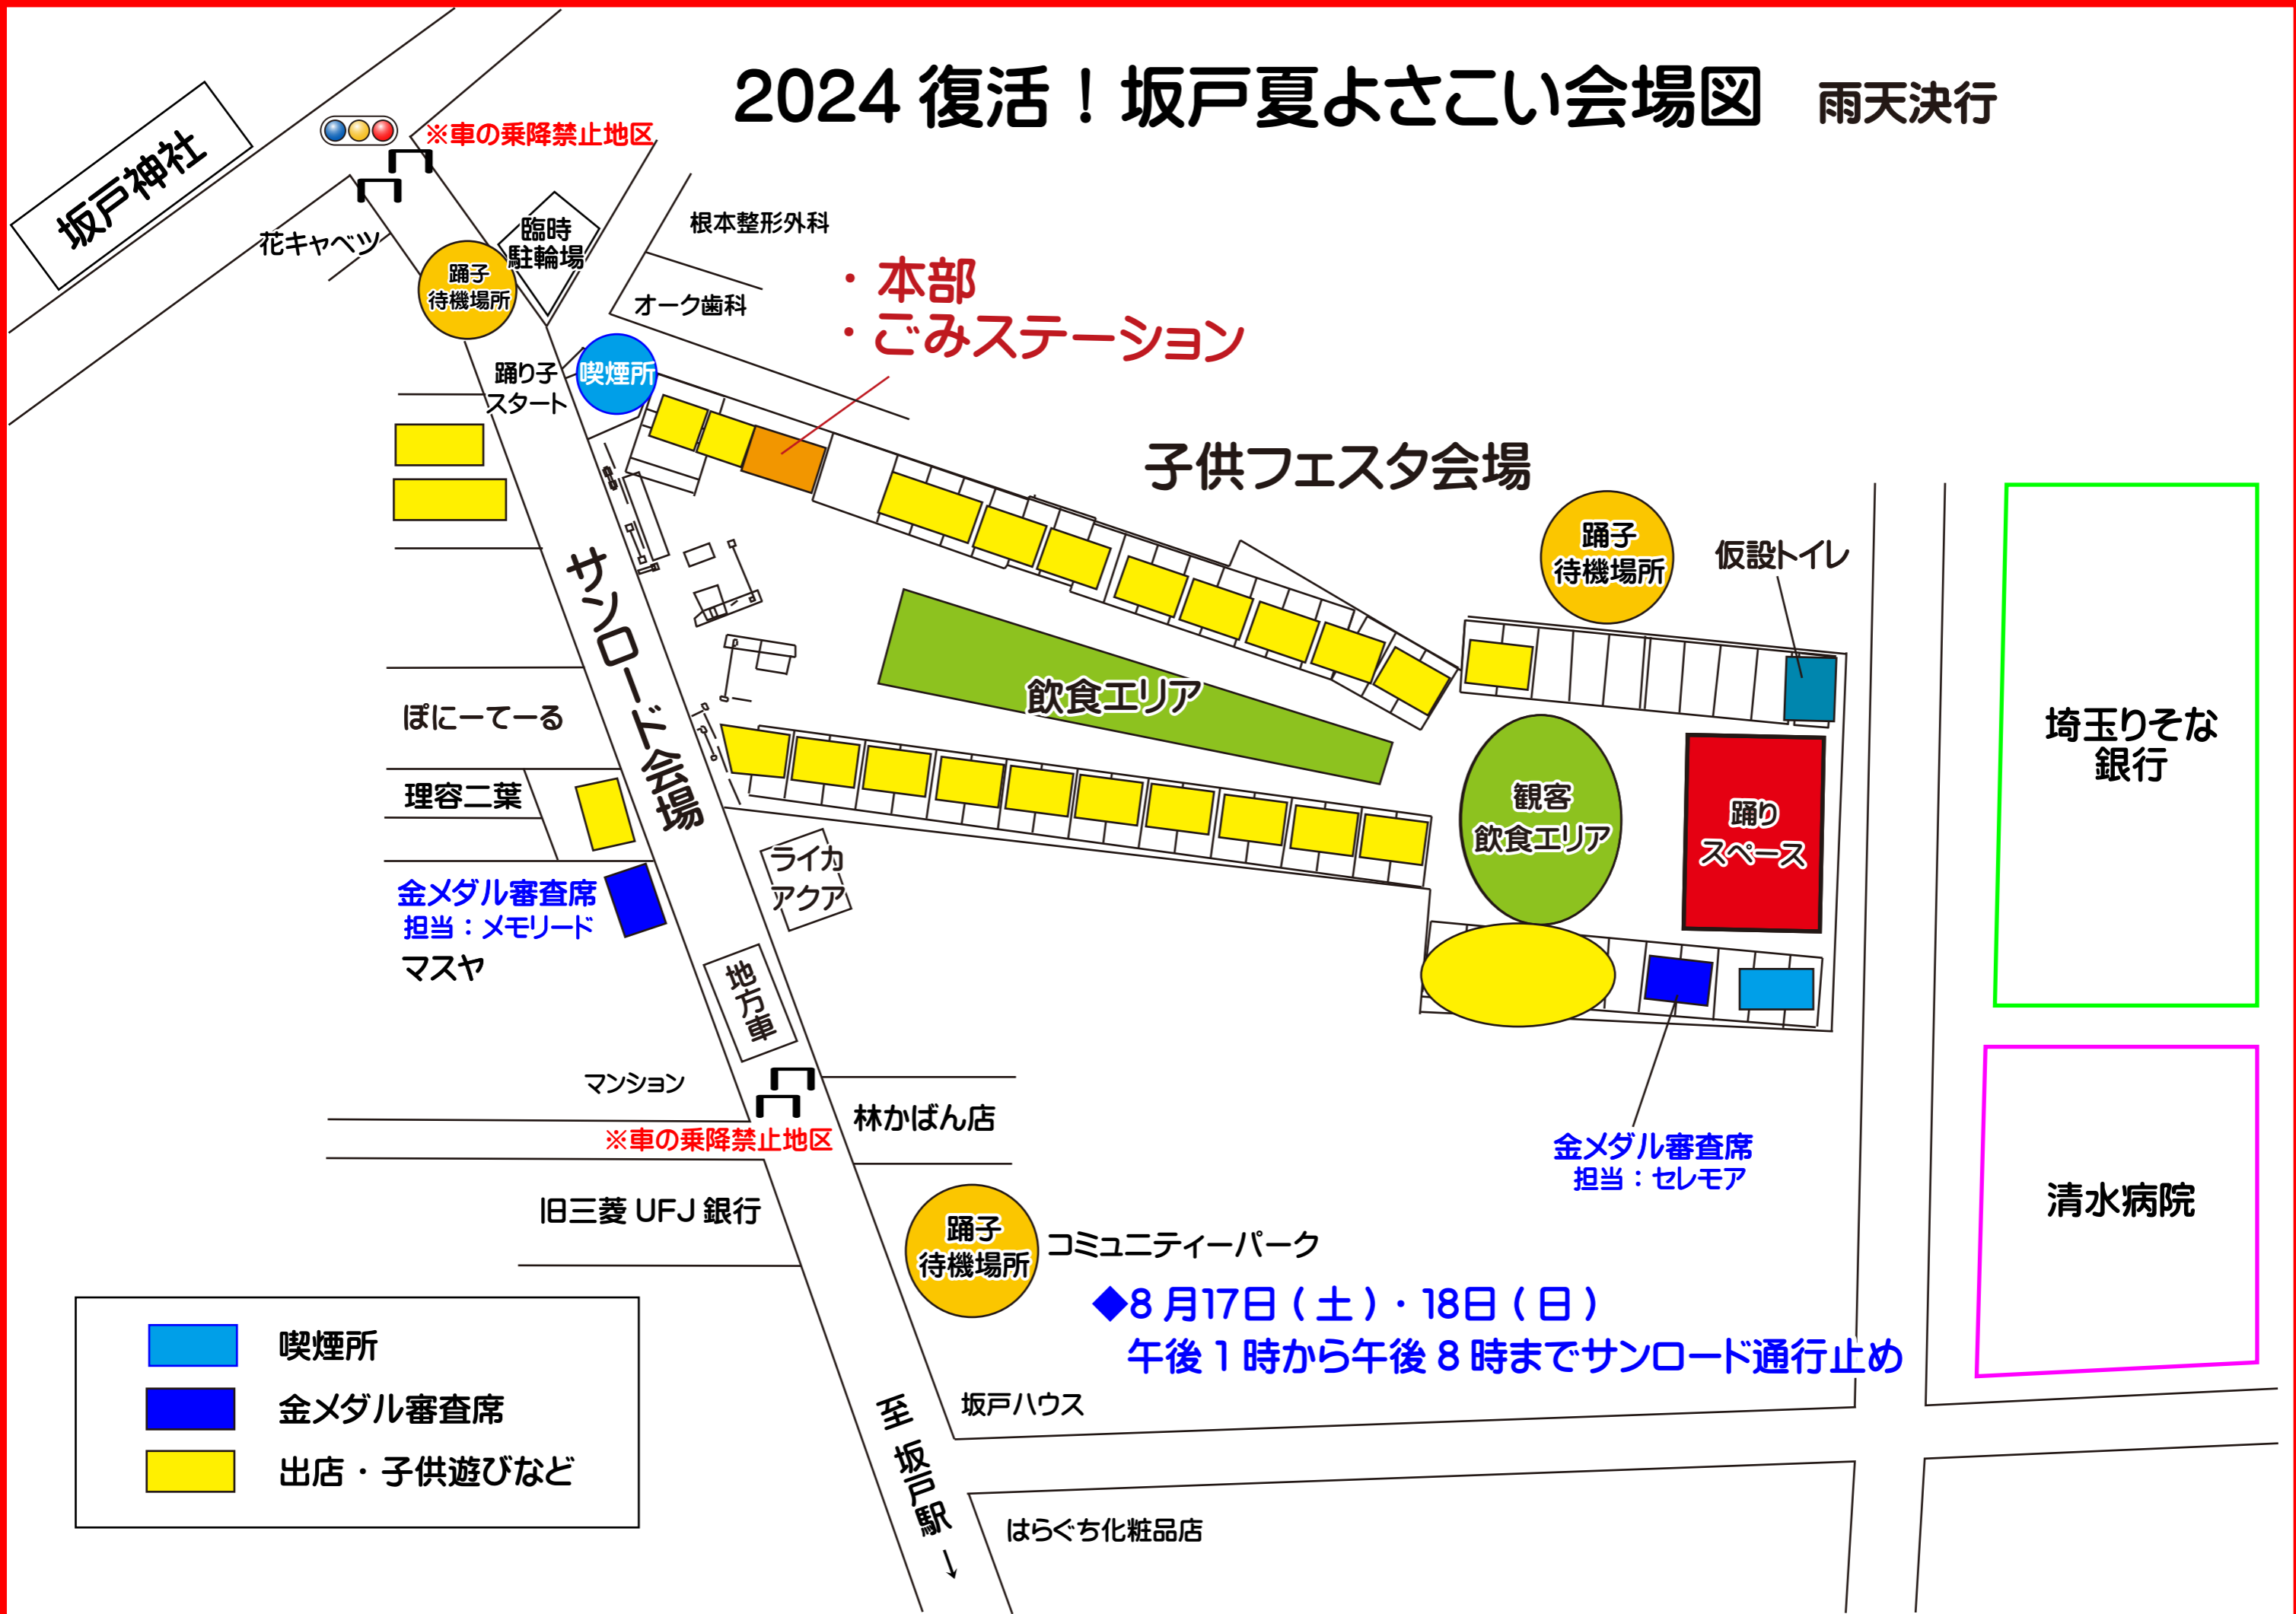 2024 復活！坂戸夏よさこい会場図　雨天決行
※車の乗降禁止地区
坂戸神社
花キャベツ
臨時
駐輪場
踊子
待機場所
根本整形外科
オーク歯科
・本部
・ごみステーション
踊り子
スタート
喫煙所
子供フェスタ会場
踊子
待機場所
仮設トイレ
サンロード会場
飲食エリア
ぽにーてーる
理容二葉
観客
飲食エリア
踊り
スペース
埼玉りそな
銀行
ライカ
アクア
金メダル審査席
担当：メモリード
マスヤ
地方車
マンション
林かばん店
※車の乗降禁止地区
金メダル審査席
担当：セレモア
清水病院
旧三菱 UFJ 銀行
踊子
待機場所
コミュニティーパーク
◆8 月17日（土）・18日（日）
午後 1 時から午後 8 時までサンロード通行止め
坂戸ハウス
至 坂戸駅→
はらぐち化粧品店
喫煙所
金メダル審査席
出店・子供遊びなど